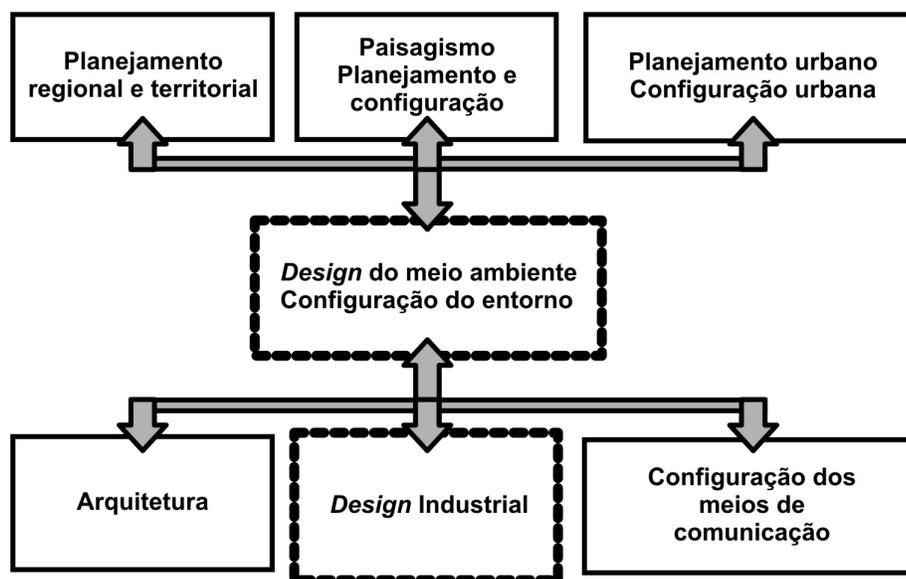 Planejamento
regional e territorial
Paisagismo
Planejamento e
configuração
Planejamento urbano
Configuração urbana
Design do meio ambiente
Configuração do entorno
Arquitetura
Design Industrial
Configuração dos
meios de
comunicação